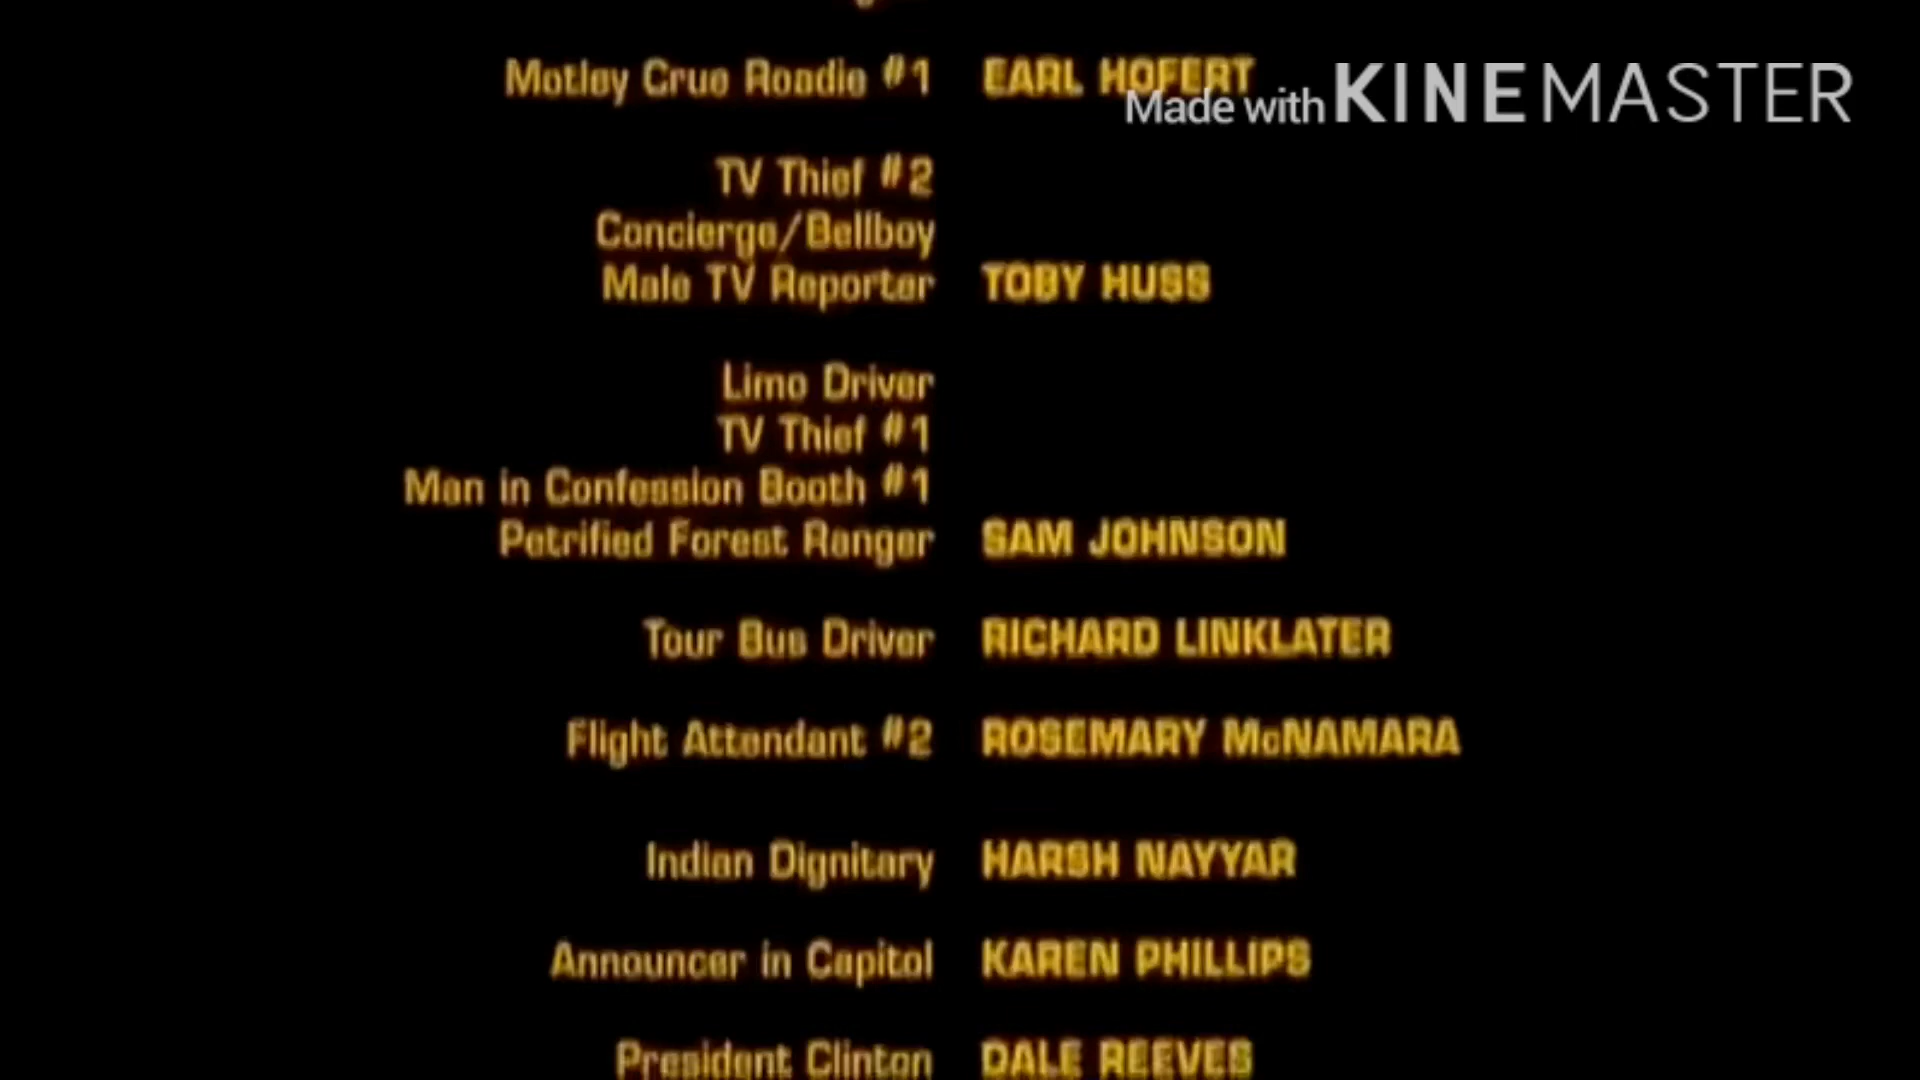 Motley Crue Roadie #1 EARL HOFERT
Made with KINEMASTER
TV Thief #2
Concierge/Bellboy
Male TV Reporter TOBY HUSS
Limo Driver
TV Thief #1
Man in Confession Booth #1
Petrified Forest Ranger SAM JOHNSON
Tour Bus Driver RICHARD LINKLATER
Flight Attendant #2 ROSEMARY McNAMARA
Indian Dignitary HARSH NAYYAR
Announcer in Capitol KAREN PHILLIPS
President Clinton DALE REEVES